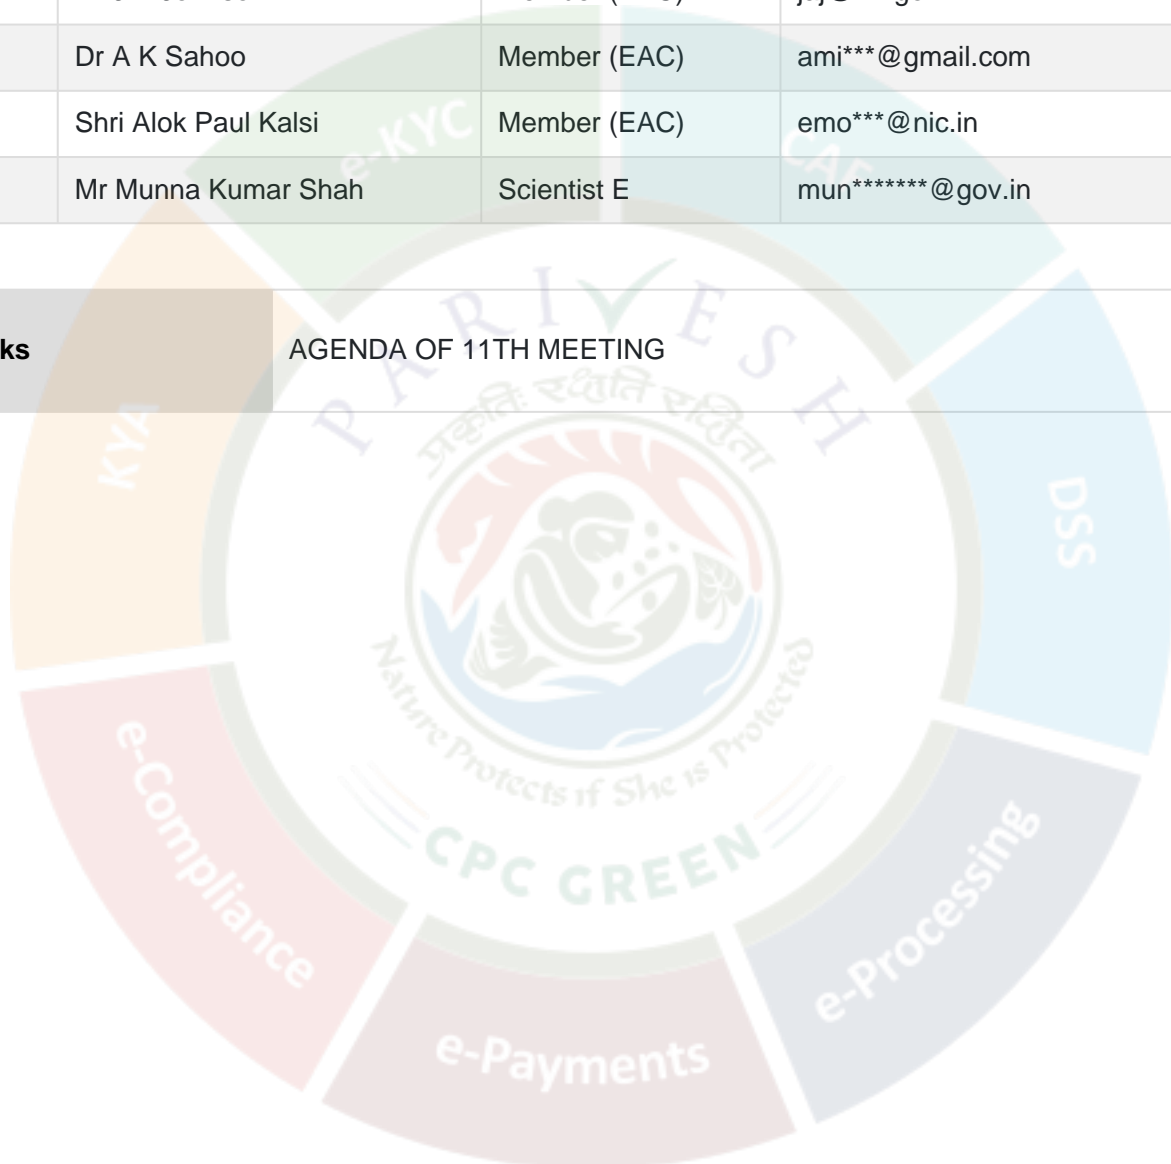 Dr A K Sahoo Member (EAC) ami***@gmail.com
Shri Alok Paul Kalsi Member (EAC) emo***@nic.in
Mr Munna Kumar Shah Scientist E mun*******@gov.in
ks AGENDA OF 11TH MEETING
e-KYC
CAF
PARIVESH
प्रकृतिः रक्षति रक्षिता
KYA
DSS
Nature Protects if She is Protected
CPC GREEN
e-Compliance
e-Processing
e-Payments